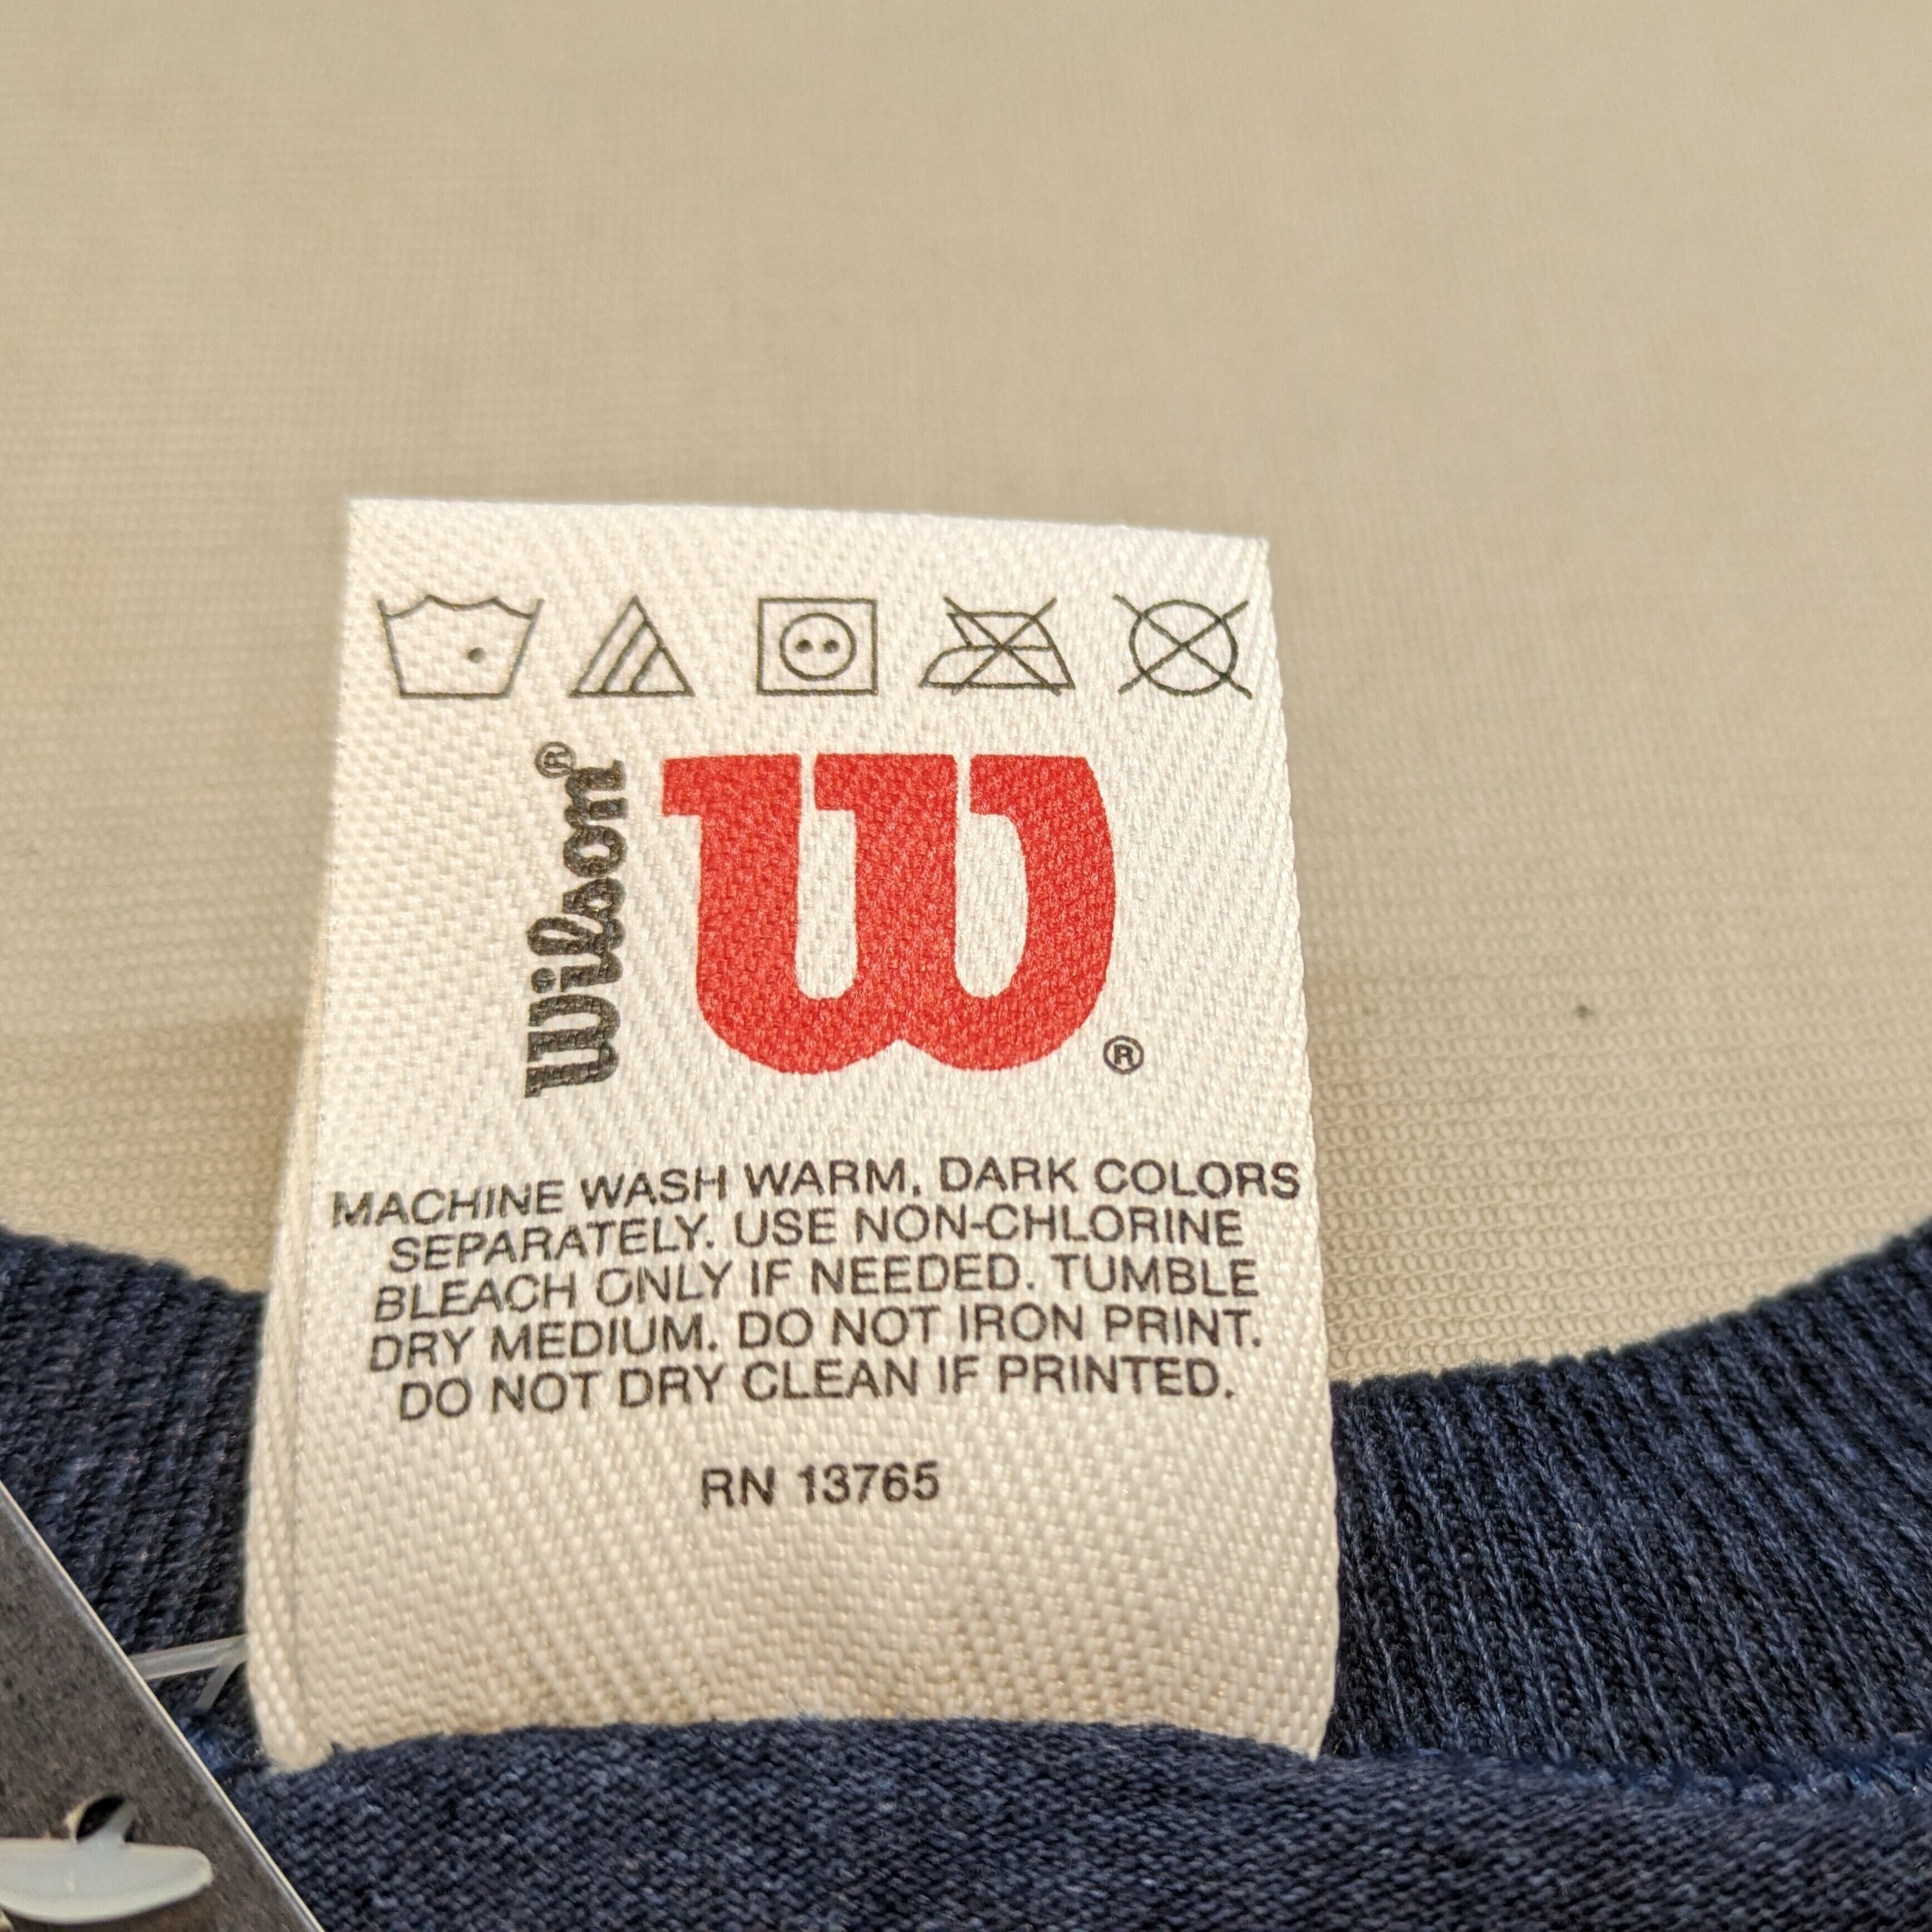 Wilson®
W®
MACHINE WASH WARM, DARK COLORS
SEPARATELY. USE NON-CHLORINE
BLEACH ONLY IF NEEDED. TUMBLE
DRY MEDIUM. DO NOT IRON PRINT.
DO NOT DRY CLEAN IF PRINTED.
RN 13765